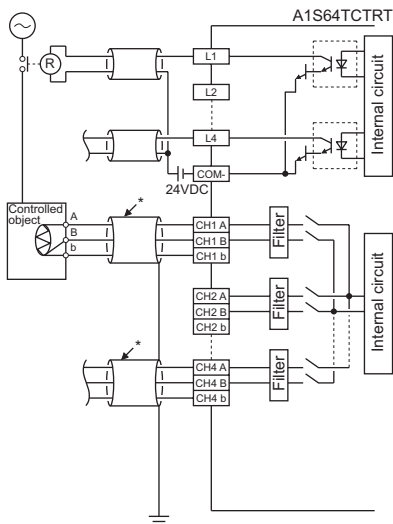 A1S64TCTRT
L1
R
L2
Internal circuit
L4
COM-
24VDC
Controlled
object
A
B
b
*
CH1 A
CH1 B
CH1 b
Filter
CH2 A
CH2 B
CH2 b
Filter
Internal circuit
*
CH4 A
CH4 B
CH4 b
Filter